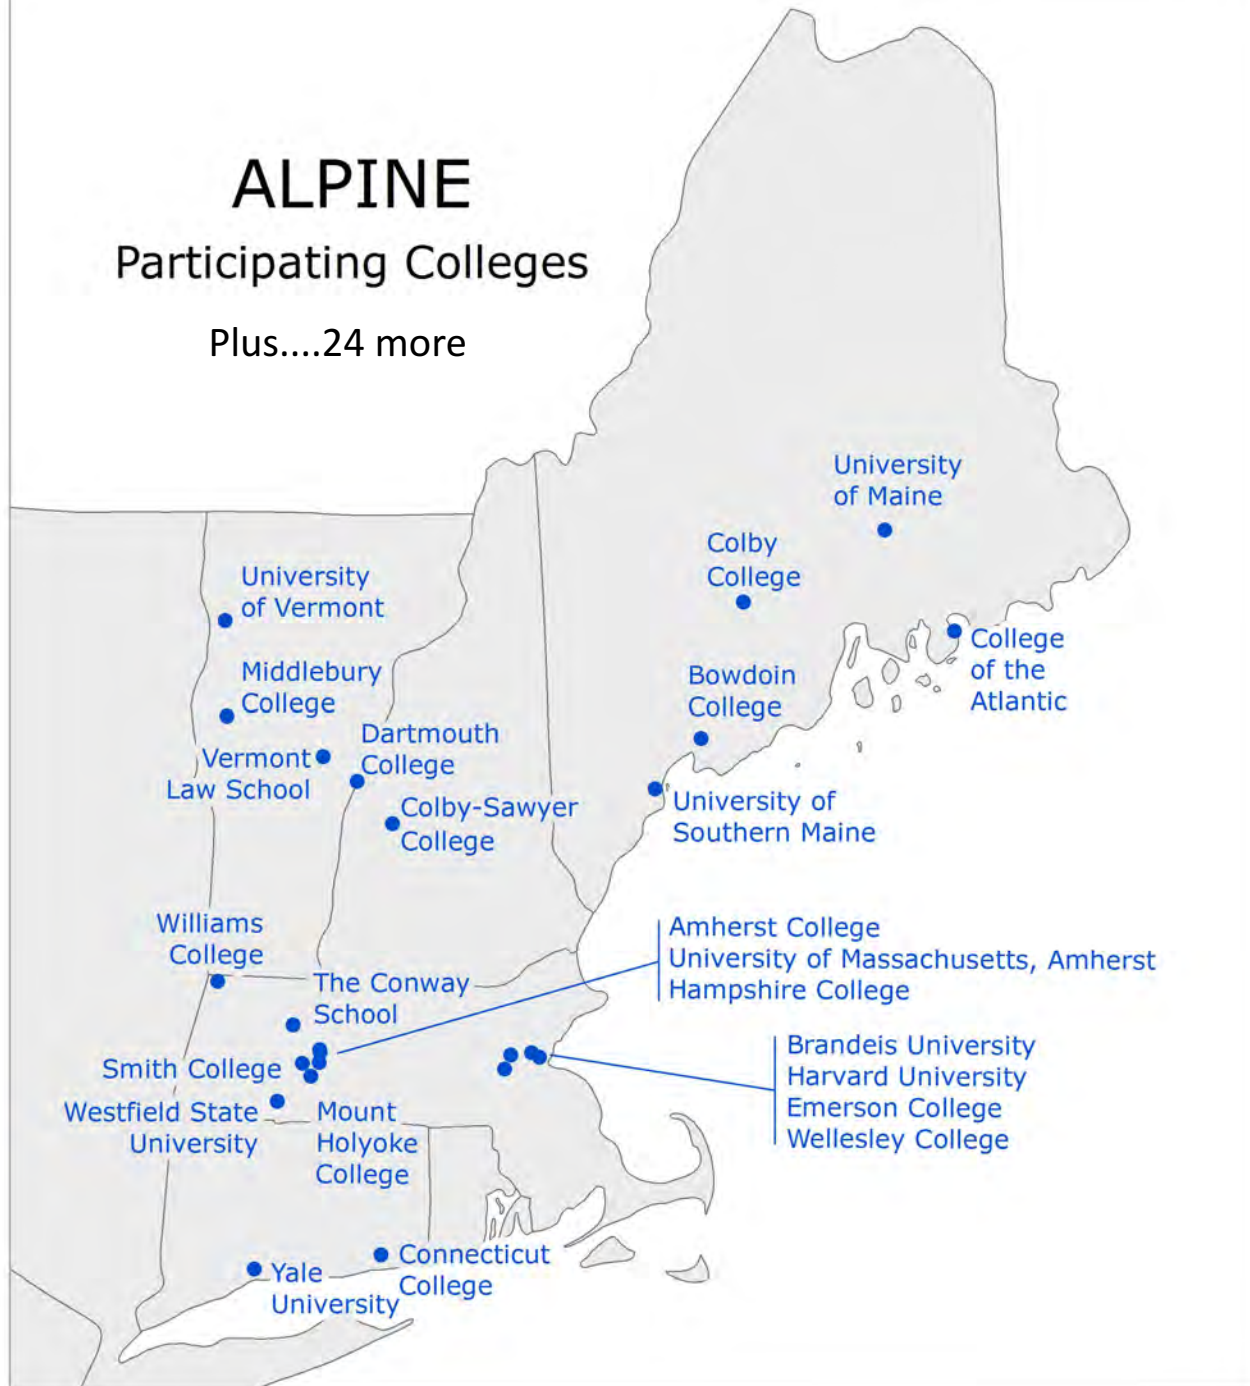 ALPINE
Participating Colleges
Plus....24 more
University
of Maine
Colby
College
University
of Vermont
College
of the
Atlantic
Middlebury
College
Bowdoin
College
Dartmouth
College
Vermont
Law School
University of
Southern Maine
Colby-Sawyer
College
Williams
College
Amherst College
University of Massachusetts, Amherst
Hampshire College
The Conway
School
Brandeis University
Harvard University
Emerson College
Wellesley College
Smith College
Westfield State
University
Mount
Holyoke
College
Connecticut
College
Yale
University